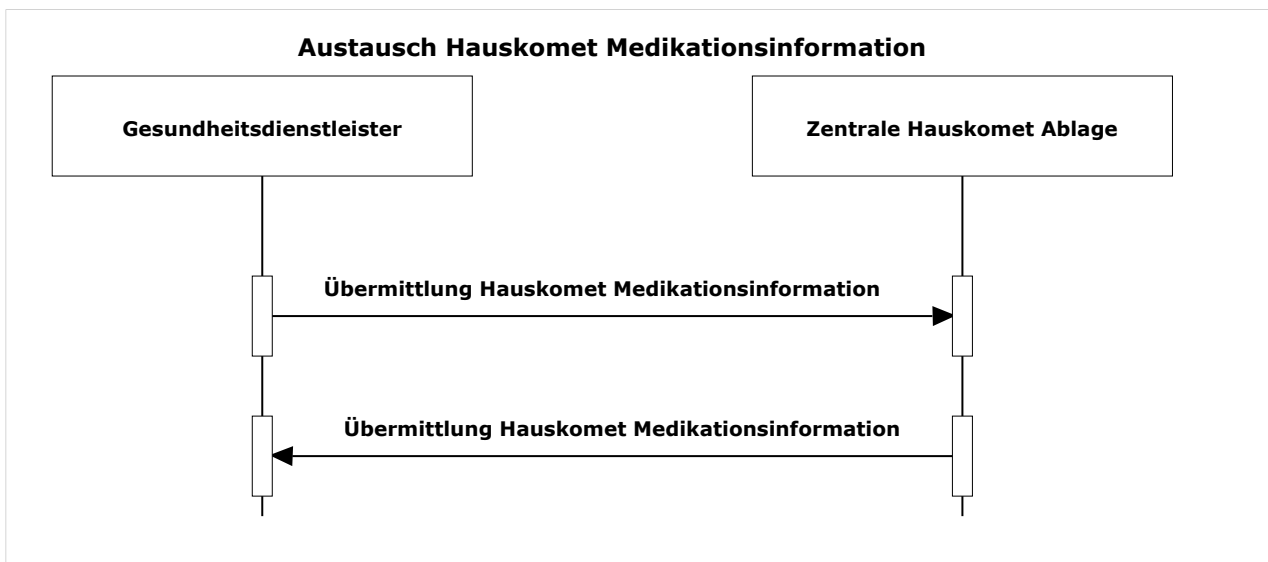 Austausch Hauskomet Medikationsinformation
Gesundheitsdienstleister
Zentrale Hauskomet Ablage
Übermittlung Hauskomet Medikationsinformation
Übermittlung Hauskomet Medikationsinformation